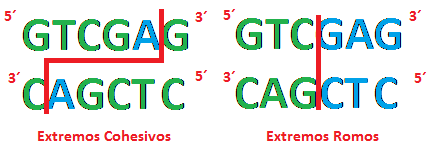 5´ GTCGAG 3´
3´ CAGCTC 5´
Extremos Cohesivos
5´ GTCGAG 3´
3´ CAGCTC 5´
Extremos Romos